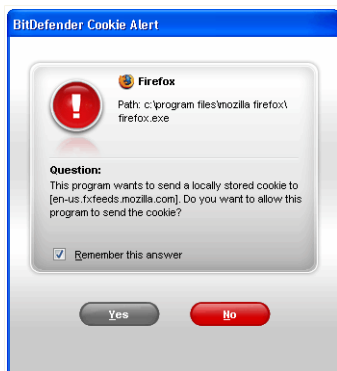 BitDefender Cookie Alert
Firefox
Path: c:\program files\mozilla firefox\
firefox.exe
Question:
This program wants to send a locally stored cookie to
[en-us.fxfeeds.mozilla.com]. Do you want to allow this
program to send the cookie?
Remember this answer
Yes
No